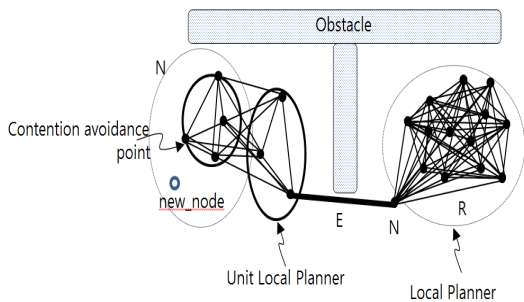 Obstacle
N
Contention avoidance
point
new_node
E
N
R
Unit Local Planner
Local Planner